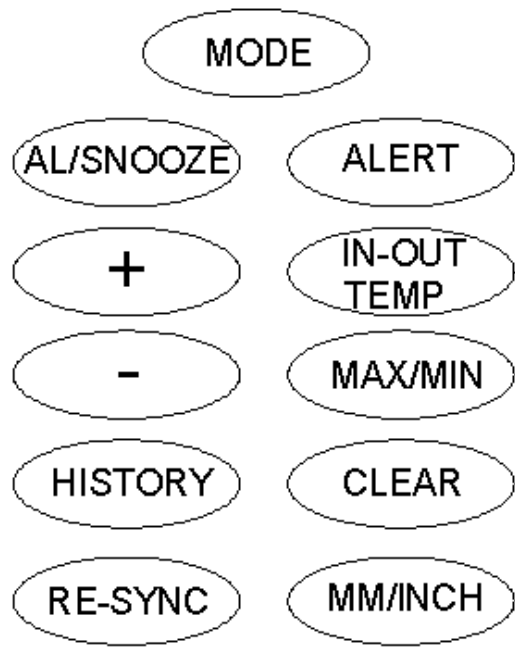 MODE
AL/SNOOZE
ALERT
+
IN-OUT
TEMP
-
MAX/MIN
HISTORY
CLEAR
RE-SYNC
MM/INCH